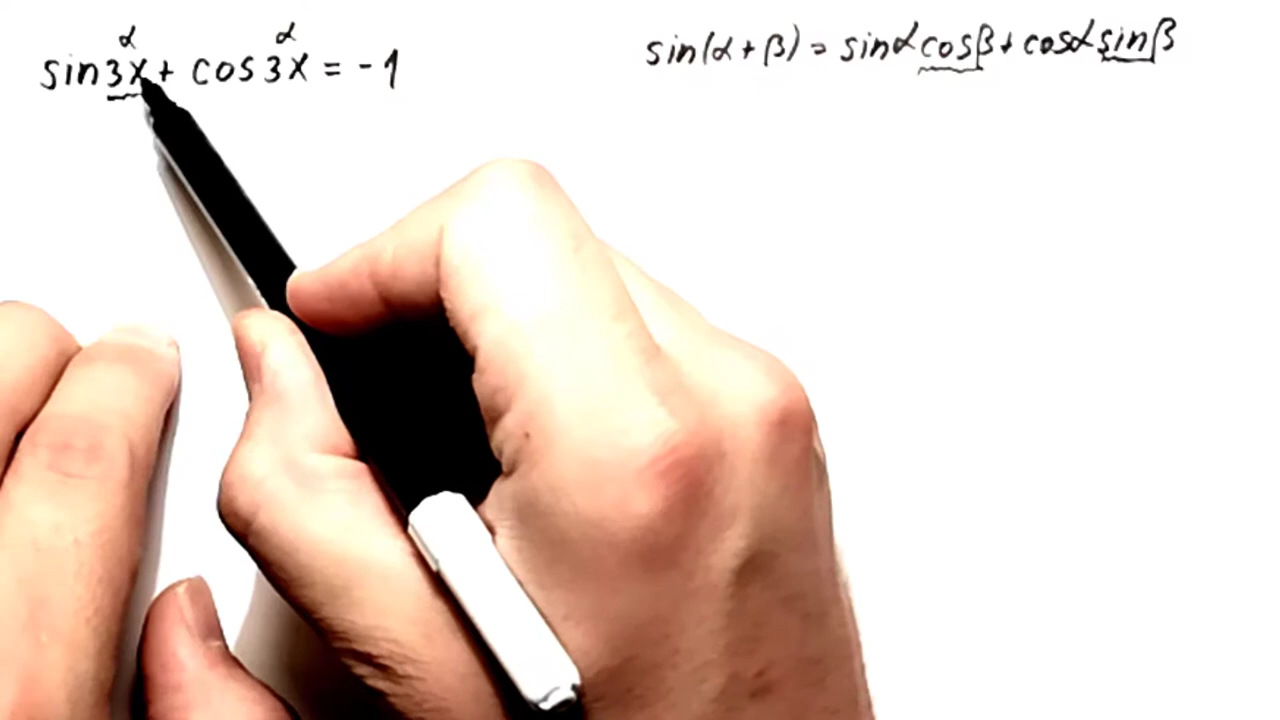 α α
sin3x + cos3x = -1
sin(α + β) = sinα cosβ + cosα sinβ